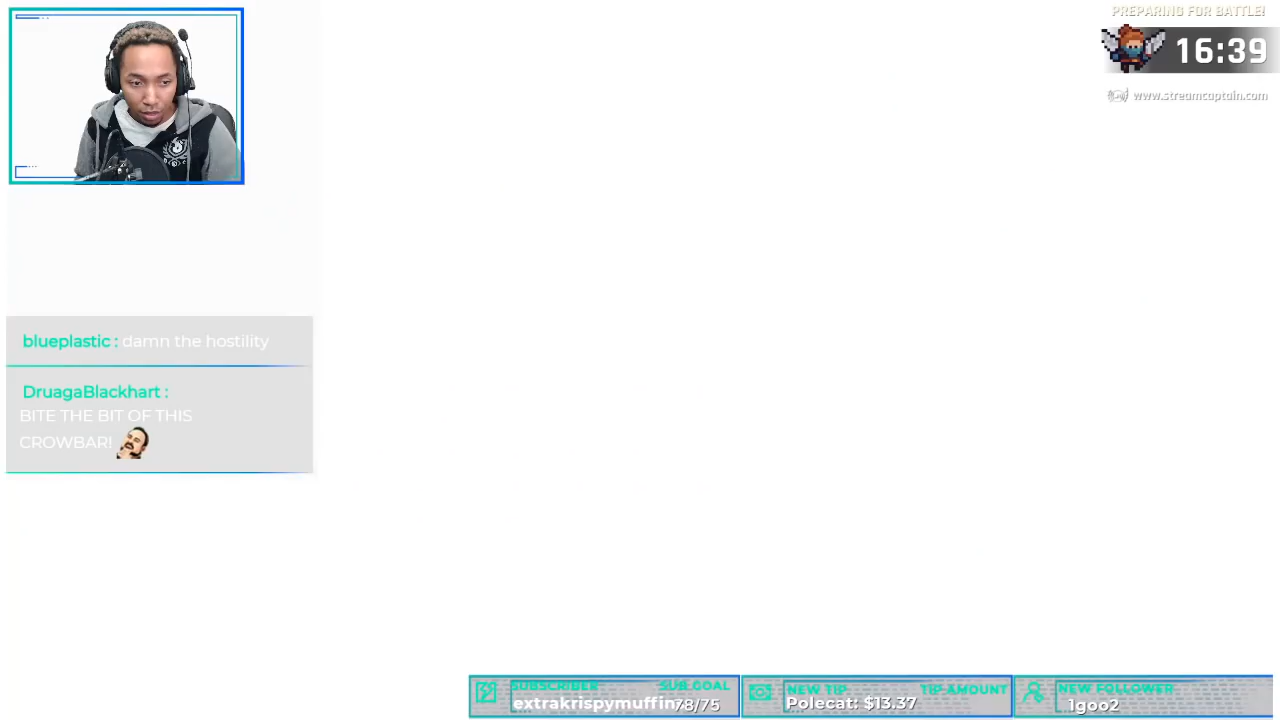 PREPARING FOR BATTLE!
16:39
www.streamcaptain.com
blueplastic : damn the hostility
DruagaBlackhart :
BITE THE BIT OF THIS
CROWBAR!
SUBSCRIBER SUB GOAL
extrakrispymuffin 78/75
NEW TIP TIP AMOUNT
Polecat: $13.37
NEW FOLLOWER
1goo2